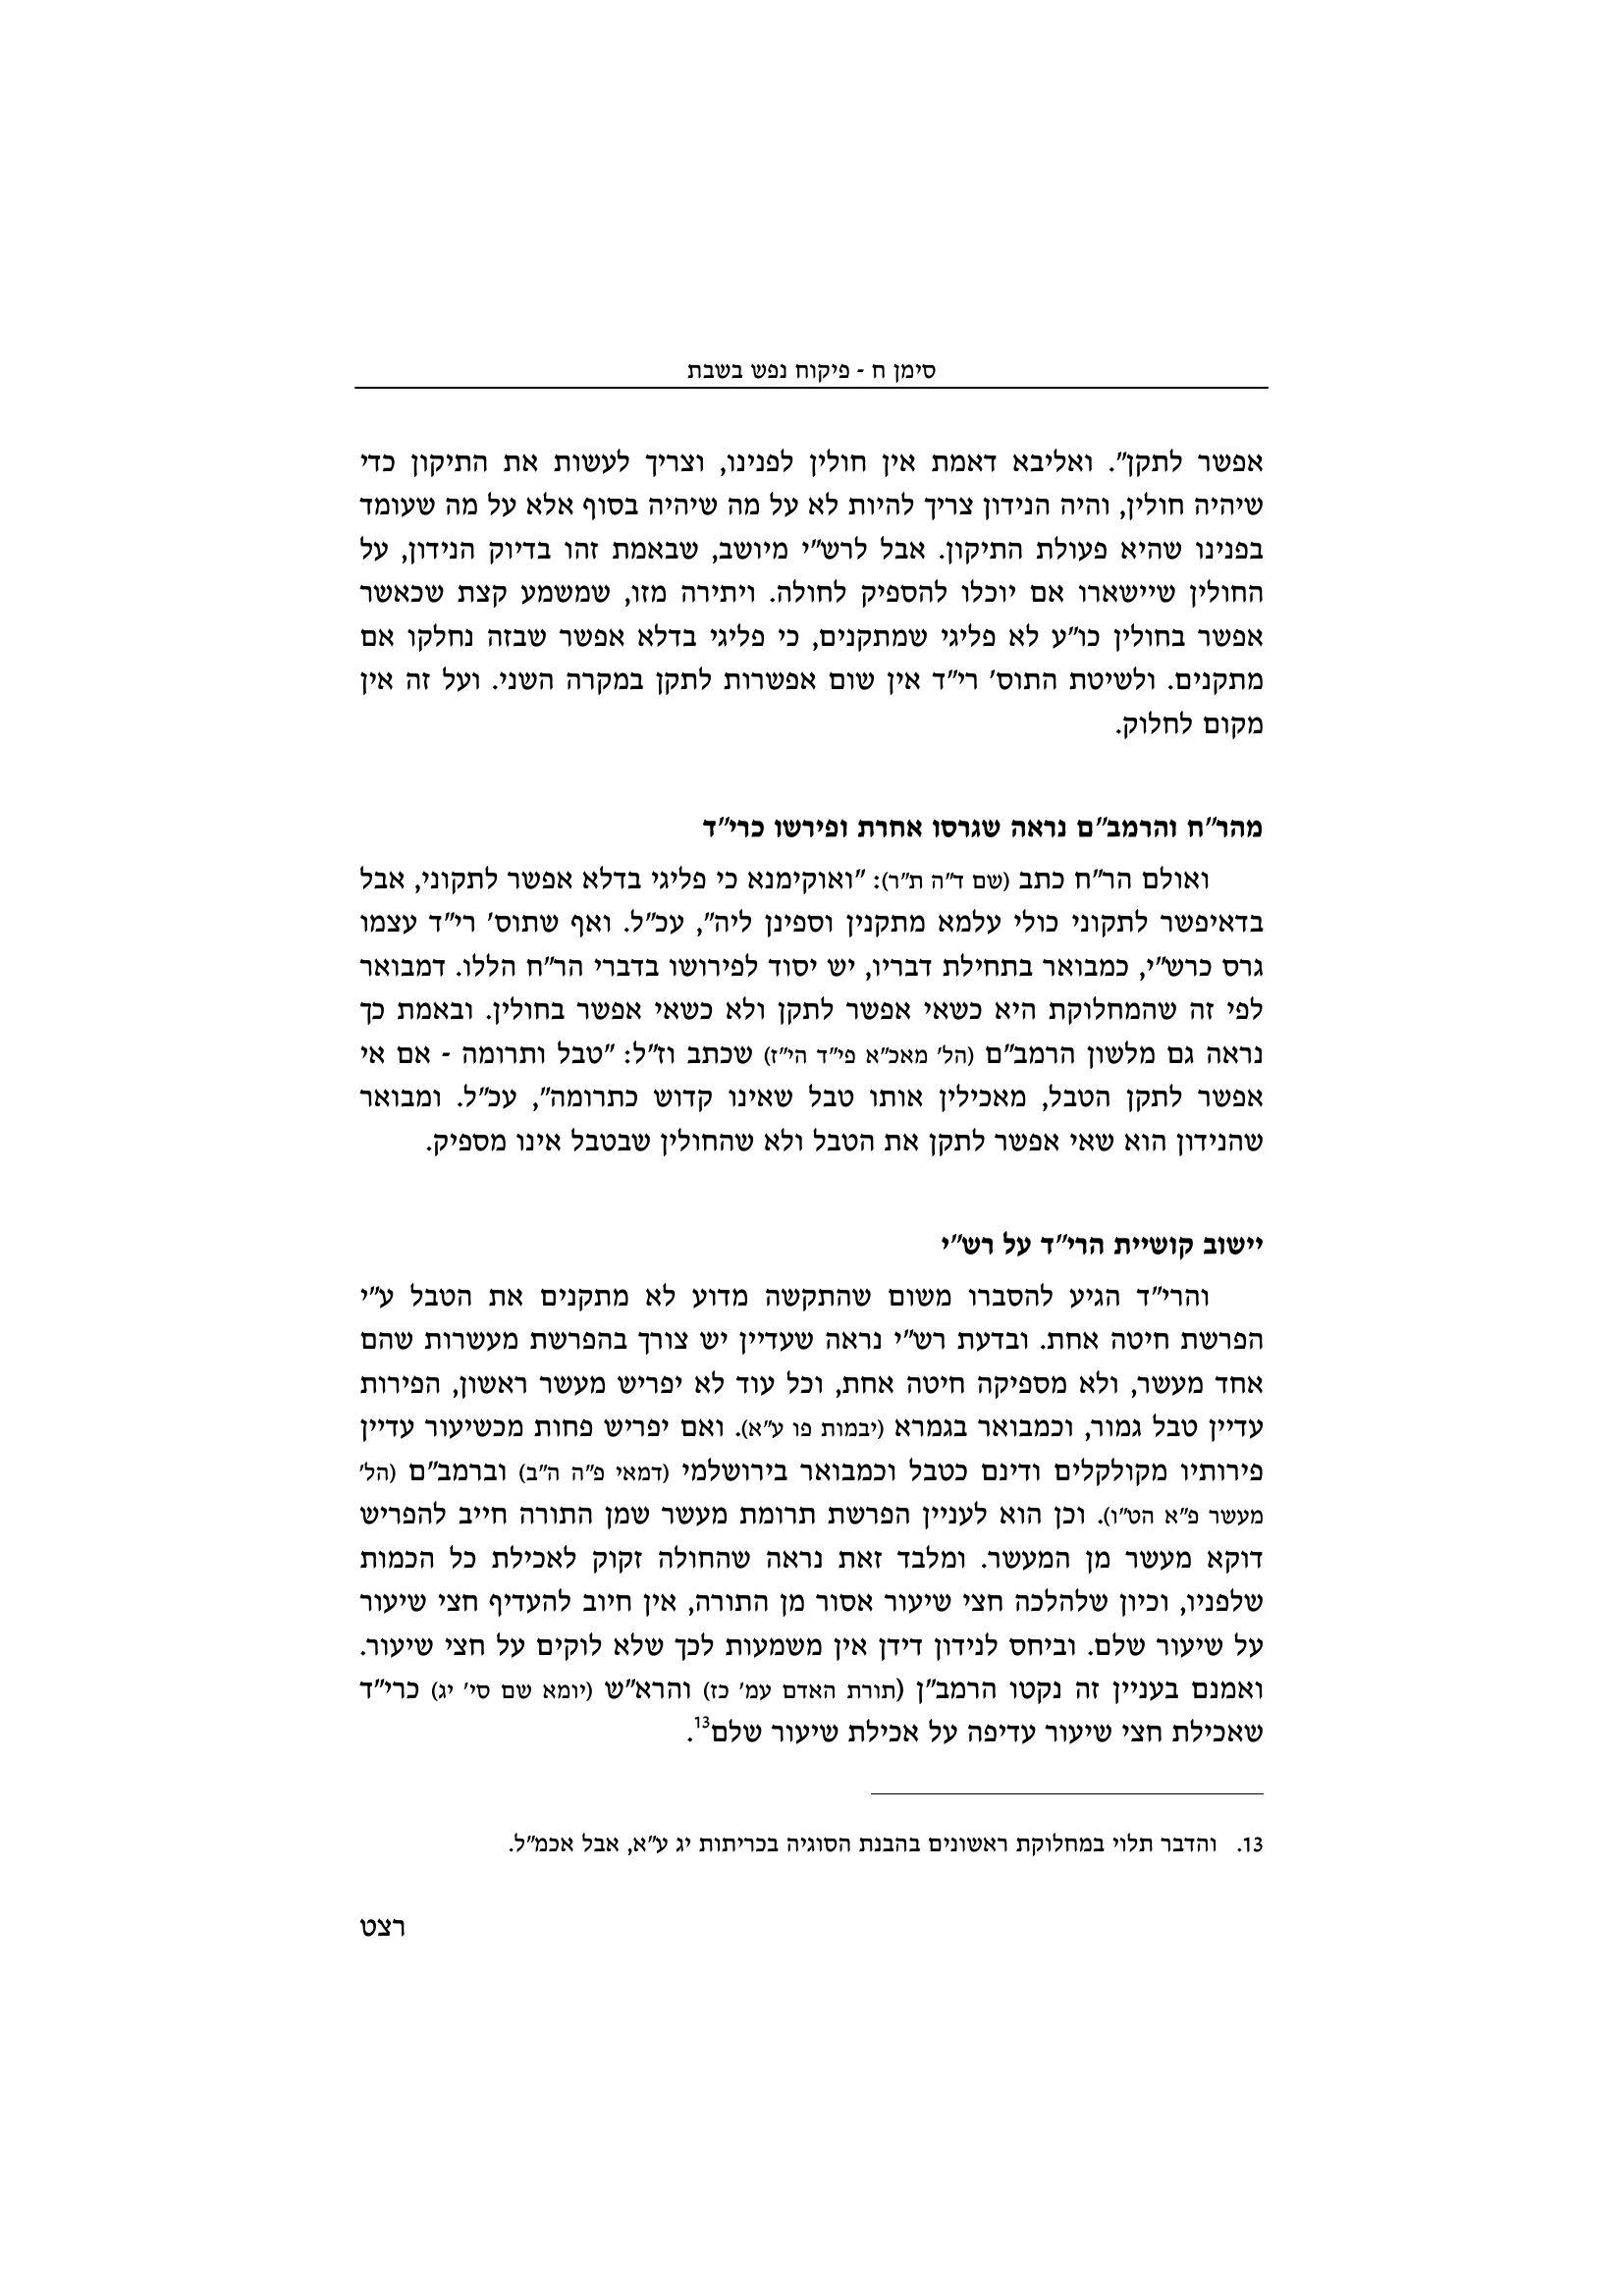 סימן ח - פיקוח נפש בשבת
אפשר לתקן". ואליבא דאמת אין חולין לפנינו, וצריך לעשות את התיקון כדי
שיהיה חולין, והיה הנידון צריך להיות לא על מה שיהיה בסוף אלא על מה שעומד
בפנינו שהיא פעולת התיקון. אבל לרש"י מיושב, שבאמת זהו בדיוק הנידון, על
החולין שיישארו אם יוכלו להספיק לחולה. ויתירה מזו, שמשמע קצת שכאשר
אפשר בחולין כו"ע לא פליגי שמתקנים, כי פליגי בדלא אפשר שבזה נחלקו אם
מתקנים. ולשיטת התוס' רי"ד אין שום אפשרות לתקן במקרה השני. ועל זה אין
מקום לחלוק.
מהר"ח והרמב"ם נראה שגרסו אחרת ופירשו כרי"ד
ואולם הר"ח כתב (שם ד"ה ת"ר): "ואוקימנא כי פליגי בדלא אפשר לתקוני, אבל
בדאיפשר לתקוני כולי עלמא מתקנין וספינן ליה", עכ"ל. ואף שתוס' רי"ד עצמו
גרס כרש"י, כמבואר בתחילת דבריו, יש יסוד לפירושו בדברי הר"ח הללו. דמבואר
לפי זה שהמחלוקת היא כשאי אפשר לתקן ולא כשאי אפשר בחולין. ובאמת כך
נראה גם מלשון הרמב"ם (הל' מאכ"א פי"ד הי"ז) שכתב וז"ל: "טבל ותרומה - אם אי
אפשר לתקן הטבל, מאכילין אותו טבל שאינו קדוש כתרומה", עכ"ל. ומבואר
שהנידון הוא שאי אפשר לתקן את הטבל ולא שהחולין שבטבל אינו מספיק.
יישוב קושיית הרי"ד על רש"י
והרי"ד הגיע להסברו משום שהתקשה מדוע לא מתקנים את הטבל ע"י
הפרשת חיטה אחת. ובדעת רש"י נראה שעדיין יש צורך בהפרשת מעשרות שהם
אחד מעשר, ולא מספיקה חיטה אחת, וכל עוד לא יפריש מעשר ראשון, הפירות
עדיין טבל גמור, וכמבואר בגמרא (יבמות פו ע"א). ואם יפריש פחות מכשיעור עדיין
פירותיו מקולקלים ודינם כטבל וכמבואר בירושלמי (דמאי פ"ה ה"ב) וברמב"ם (הל'
מעשר פ"א הט"ו). וכן הוא לעניין הפרשת תרומת מעשר שמן התורה חייב להפריש
דוקא מעשר מן המעשר. ומלבד זאת נראה שהחולה זקוק לאכילת כל הכמות
שלפניו, וכיון שלהלכה חצי שיעור אסור מן התורה, אין חיוב להעדיף חצי שיעור
על שיעור שלם. וביחס לנידון דידן אין משמעות לכך שלא לוקים על חצי שיעור.
ואמנם בעניין זה נקטו הרמב"ן (תורת האדם עמ' כז) והרא"ש (יומא שם סי' יג) כרי"ד
שאכילת חצי שיעור עדיפה על אכילת שיעור שלם13.
13. והדבר תלוי במחלוקת ראשונים בהבנת הסוגיה בכריתות יג ע"א, אבל אכמ"ל.
רצט